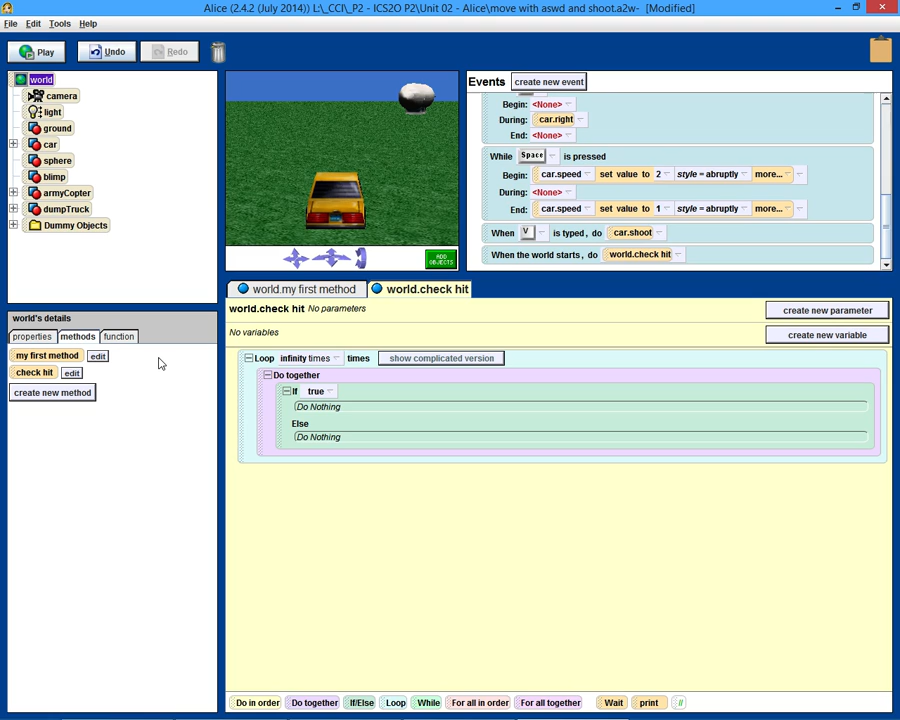 Alice (2.4.2 (July 2014)) L:\_CCI\_P2 - ICS2O P2\Unit 02 - Alice\move with aswd and shoot.a2w- [Modified]
File Edit Tools Help
Play Undo Redo
world
camera
light
ground
car
sphere
blimp
armyCopter
dumpTruck
Dummy Objects
ADD OBJECTS
Events create new event
Begin: <None>
During: car.right
End: <None>
While Space is pressed
Begin: car.speed set value to 2 style = abruptly more...
During: <None>
End: car.speed set value to 1 style = abruptly more...
When V is typed, do car.shoot
When the world starts, do world.check hit
world's details
properties methods function
my first method edit
check hit edit
create new method
world.my first method world.check hit
world.check hit No parameters create new parameter
No variables create new variable
Loop infinity times times show complicated version
Do together
If true
(Do Nothing
Else
(Do Nothing
Do in order Do together If/Else Loop While For all in order For all together Wait print //